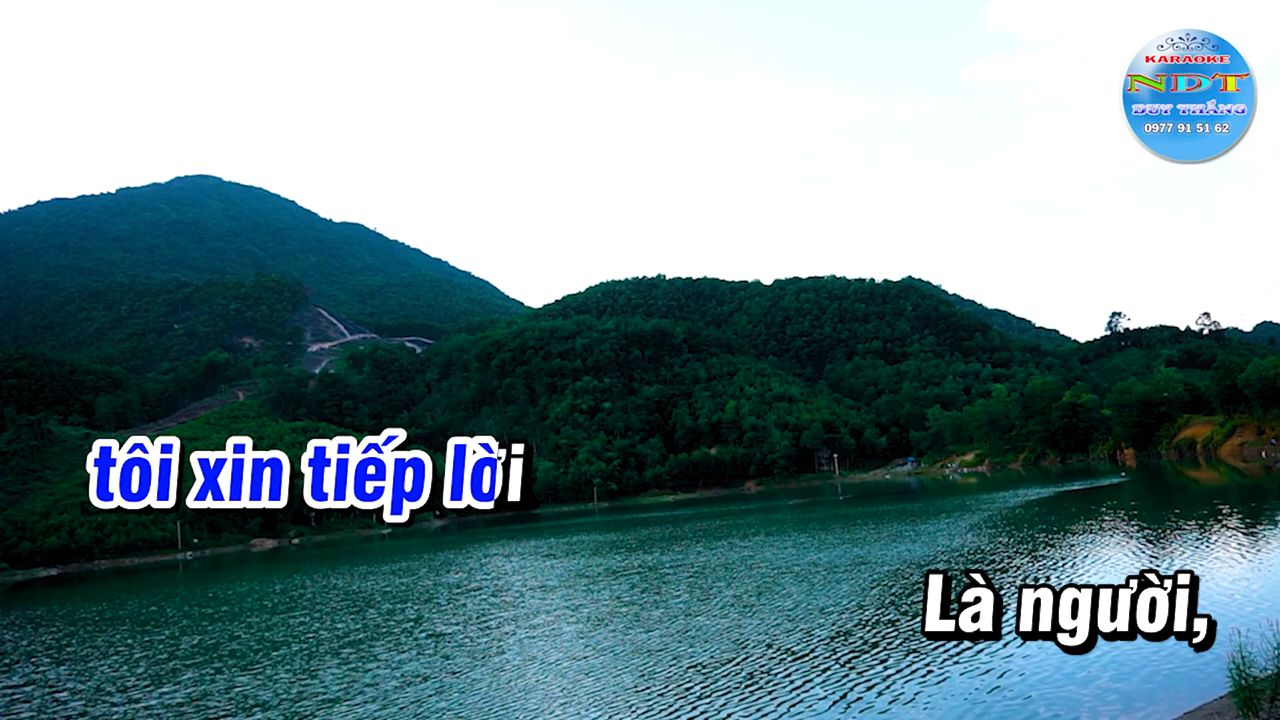 KARAOKE
NDT
DUY THẮNG
0977 91 51 62
tôi xin tiếp lời
Là người,